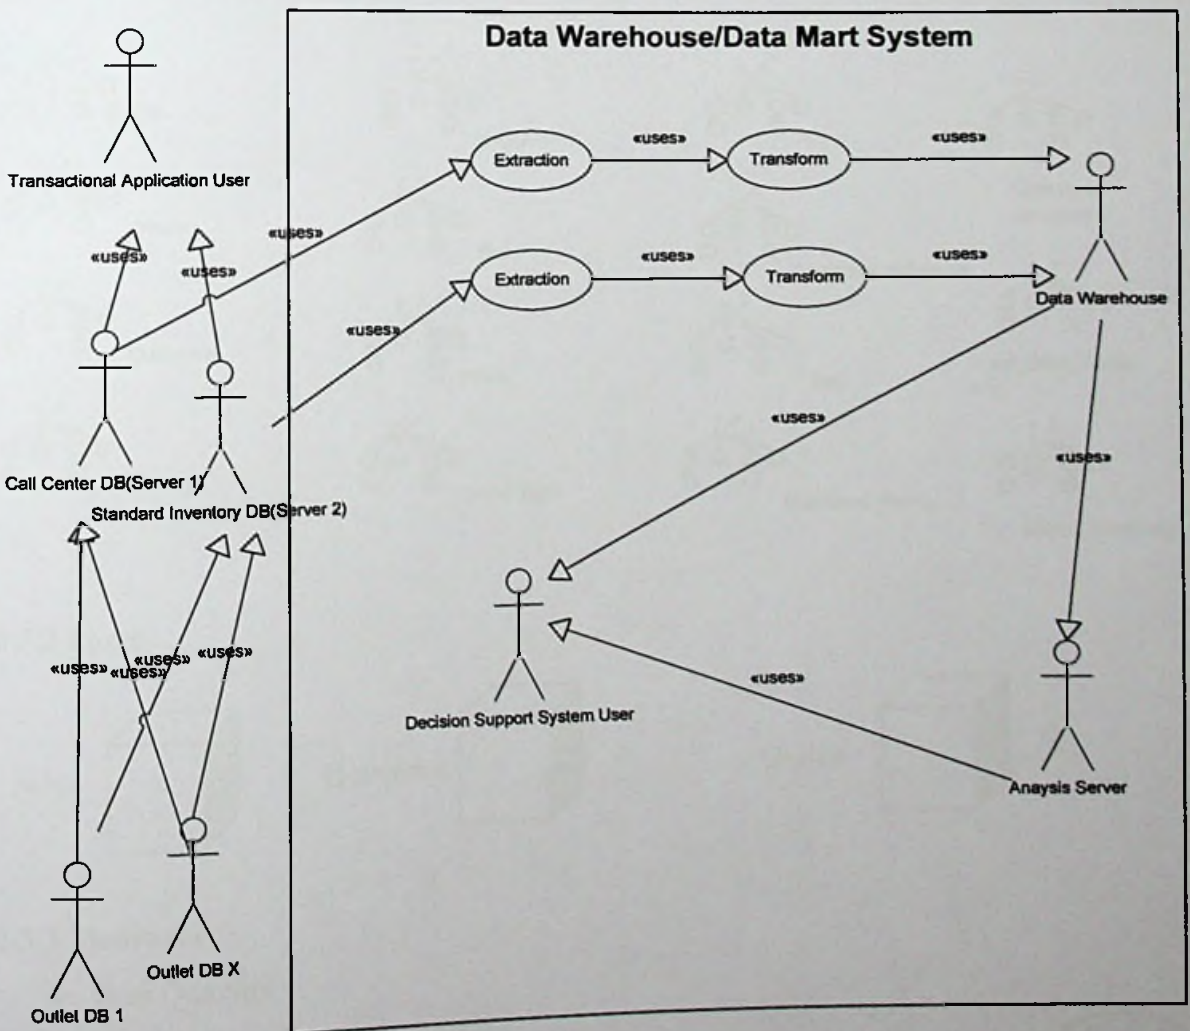 Data Warehouse/Data Mart System
Transactional Application User
«uses»
Extraction
«uses»
Transform
«uses»
«uses»
«uses»
«uses»
Extraction
«uses»
Transform
«uses»
Data Warehouse
«uses»
«uses»
«uses»
Call Center DB(Server 1)
Standard Inventory DB(Server 2)
«uses»
«uses»
«uses»
«uses»
«uses»
Decision Support System User
Anaysis Server
Outlet DB X
Outlet DB 1